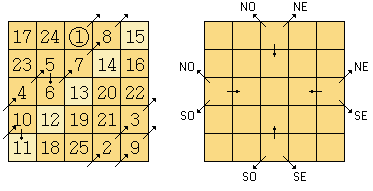 NO NE
17 24 1 8 15
23 5 7 14 16
NO NE
4 6 13 20 22
10 12 19 21 3
SO SE
11 18 25 2 9
SO SE